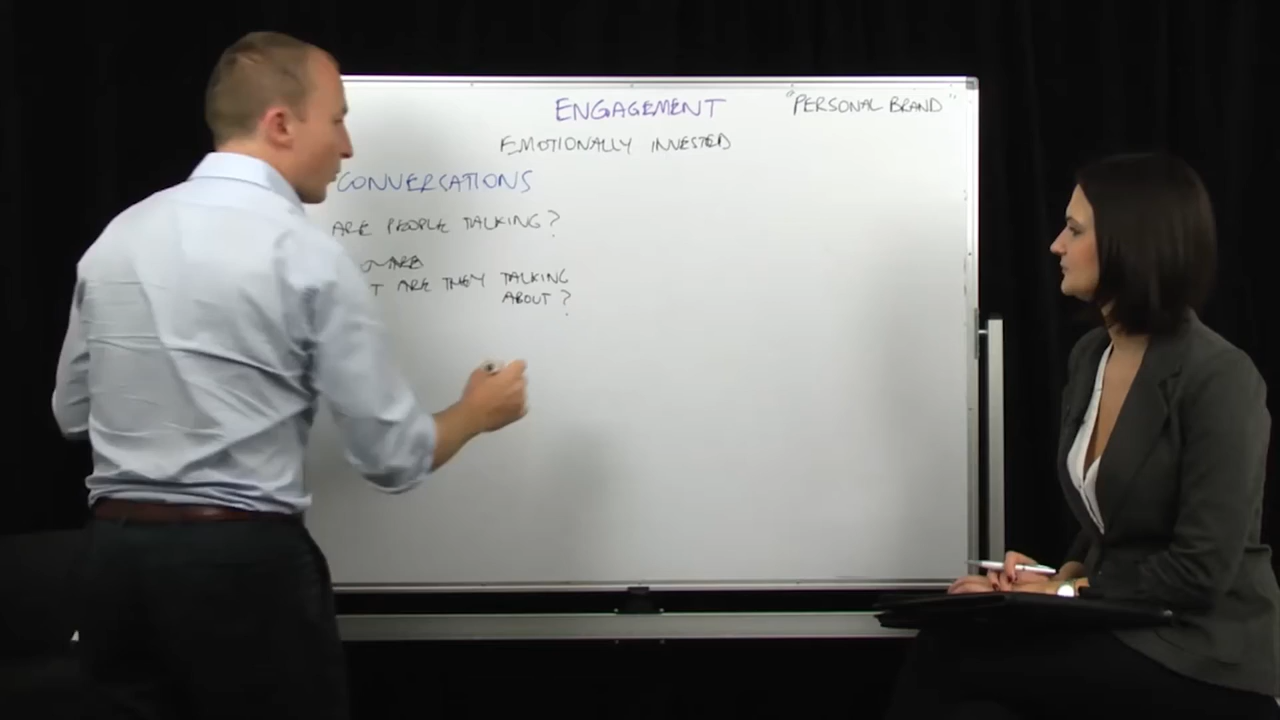 ENGAGEMENT
"PERSONAL BRAND"
EMOTIONALLY INVESTED
CONVERSATIONS
ARE PEOPLE TALKING?
T ARE THEY TALKING
ABOUT?